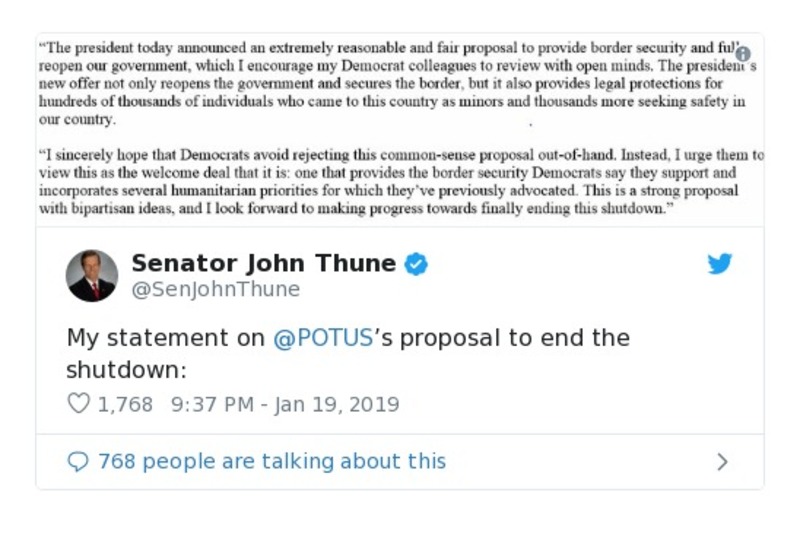 “The president today announced an extremely reasonable and fair proposal to provide border security and
reopen our government, which I encourage my Democrat colleagues to review with open minds. The president’s
new offer not only reopens the government and secures the border, but it also provides legal protections for
hundreds of thousands of individuals who came to this country as minors and thousands more seeking safety in
our country.
“I sincerely hope that Democrats avoid rejecting this common-sense proposal out-of-hand. Instead, I urge them to
view this as the welcome deal that it is: one that provides the border security Democrats say they support and
incorporates several humanitarian priorities for which they’ve previously advocated. This is a strong proposal
with bipartisan ideas, and I look forward to making progress towards finally ending this shutdown.”
Senator John Thune
@SenJohnThune
My statement on @POTUS’s proposal to end the
shutdown:
1,768 9:37 PM - Jan 19, 2019
768 people are talking about this